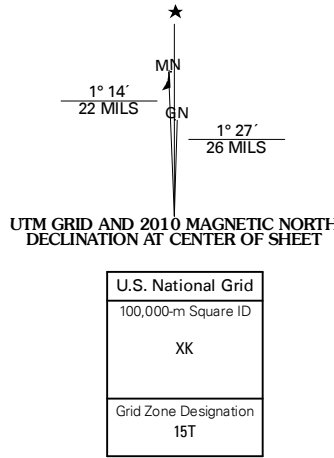 ★
MN
1° 14´
22 MILS
GN
1° 27´
26 MILS
UTM GRID AND 2010 MAGNETIC NORTH
DECLINATION AT CENTER OF SHEET
U.S. National Grid
100,000-m Square ID
XK
Grid Zone Designation
15T